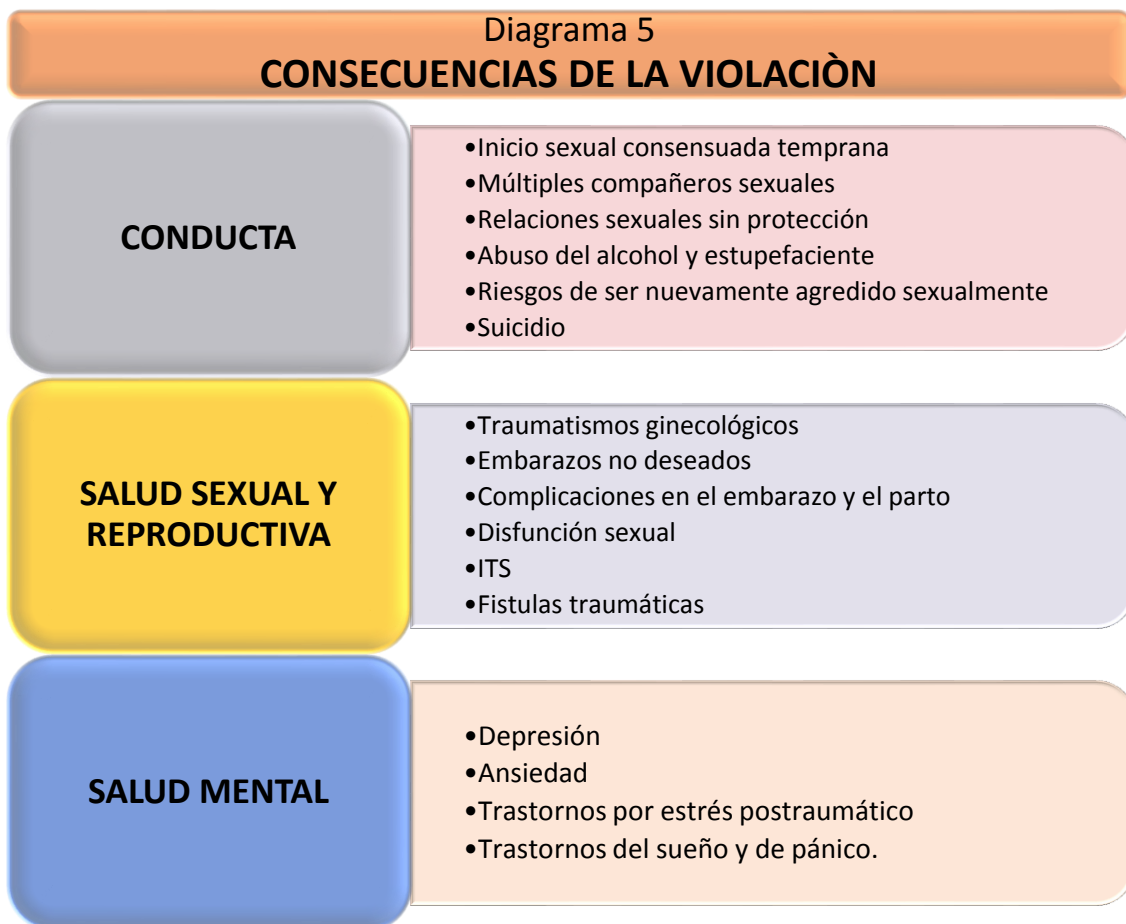 Diagrama 5
CONSECUENCIAS DE LA VIOLACIÒN
CONDUCTA
•Inicio sexual consensuada temprana
•Múltiples compañeros sexuales
•Relaciones sexuales sin protección
•Abuso del alcohol y estupefaciente
•Riesgos de ser nuevamente agredido sexualmente
•Suicidio
SALUD SEXUAL Y
REPRODUCTIVA
•Traumatismos ginecológicos
•Embarazos no deseados
•Complicaciones en el embarazo y el parto
•Disfunción sexual
•ITS
•Fistulas traumáticas
SALUD MENTAL
•Depresión
•Ansiedad
•Trastornos por estrés postraumático
•Trastornos del sueño y de pánico.